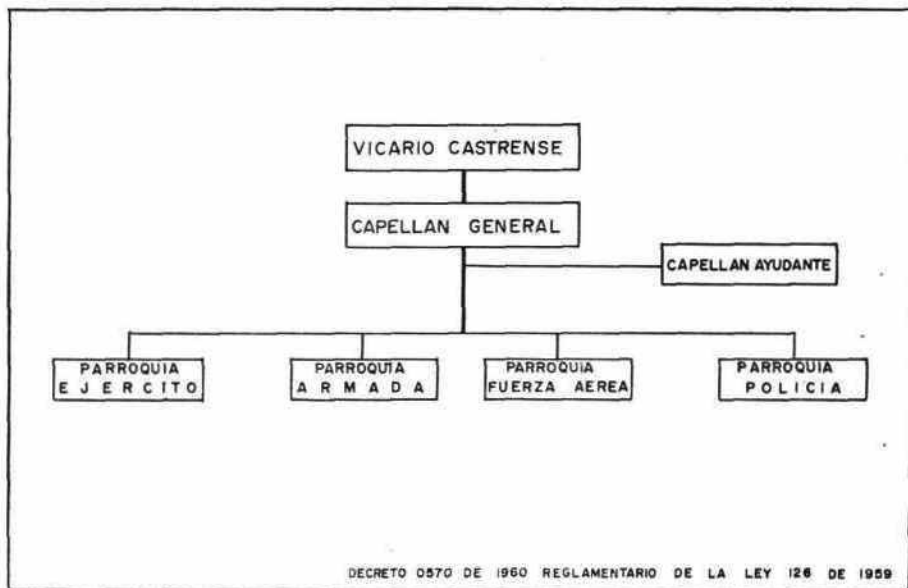 VICARIO CASTRENSE
CAPELLAN GENERAL
CAPELLAN AYUDANTE
PARROQUIA
EJERCITO
PARROQUIA
ARMADA
PARROQUIA
FUERZA AEREA
PARROQUIA
POLICIA
DECRETO 0570 DE 1960 REGLAMENTARIO DE LA LEY 126 DE 1959